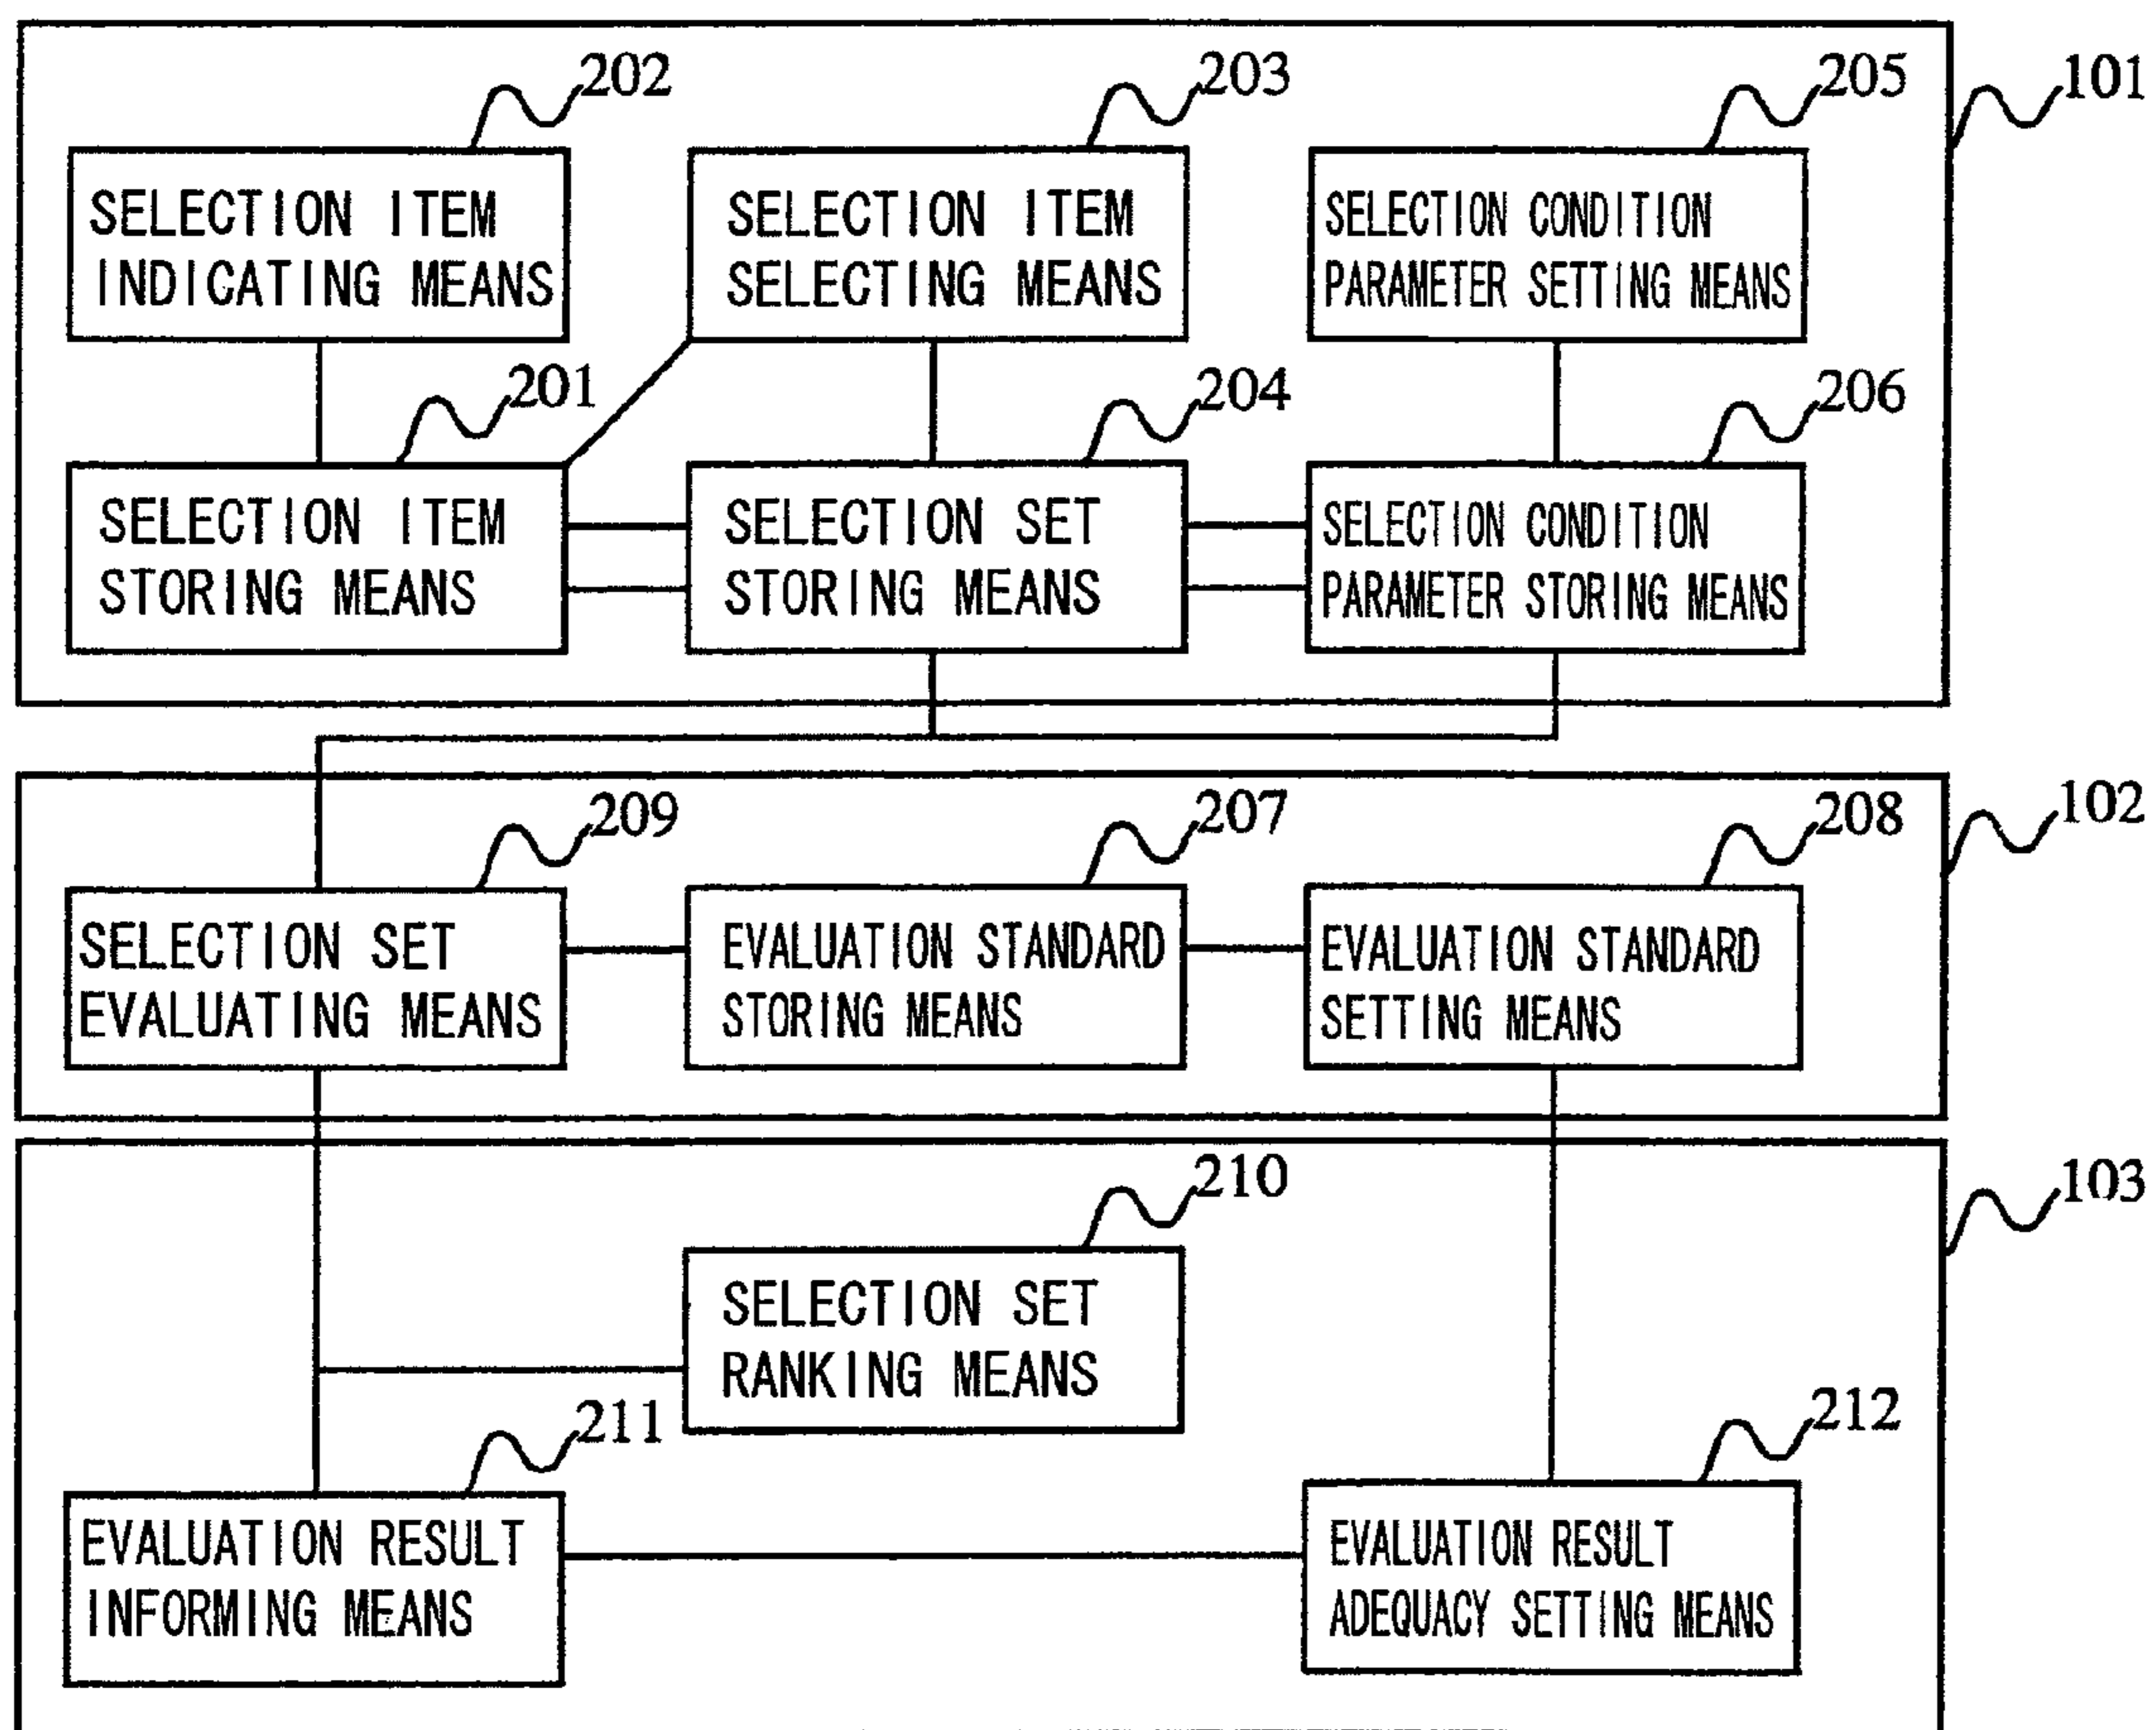 202
203
205
101
SELECTION ITEM
INDICATING MEANS
SELECTION ITEM
SELECTING MEANS
SELECTION CONDITION
PARAMETER SETTING MEANS
201
204
206
SELECTION ITEM
STORING MEANS
SELECTION SET
STORING MEANS
SELECTION CONDITION
PARAMETER STORING MEANS
209
207
208
102
SELECTION SET
EVALUATING MEANS
EVALUATION STANDARD
STORING MEANS
EVALUATION STANDARD
SETTING MEANS
210
103
SELECTION SET
RANKING MEANS
211
212
EVALUATION RESULT
INFORMING MEANS
EVALUATION RESULT
ADEQUACY SETTING MEANS